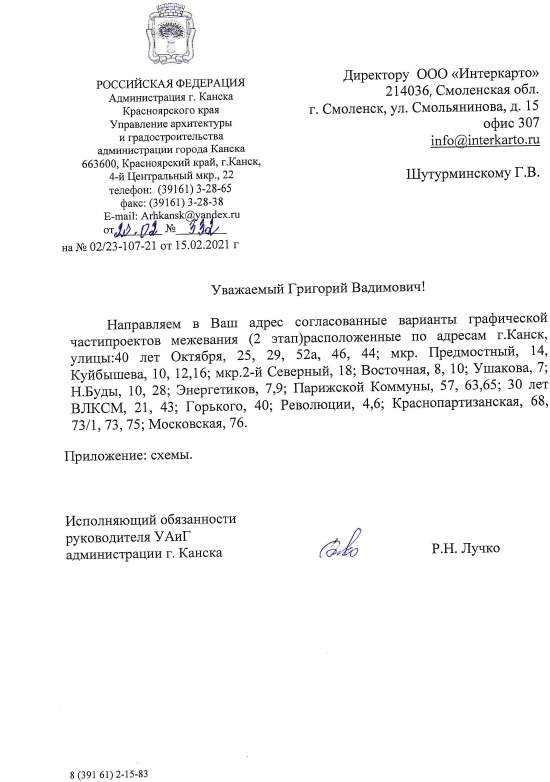 РОССИЙСКАЯ ФЕДЕРАЦИЯ
Администрация г. Канска
Красноярского края
Управление архитектуры
и градостроительства
администрации города Канска
663600, Красноярский край, г.Канск,
4-й Центральный мкр., 22
телефон: (39161) 3-28-65
факс: (39161) 3-28-38
E-mail: Arhkansk@yandex.ru
от 20.02 № 332
на № 02/23-107-21 от 15.02.2021 г
Директору ООО «Интеркарто»
214036, Смоленская обл.
г. Смоленск, ул. Смольянинова, д. 15
офис 307
info@interkarto.ru
Шутурминскому Г.В.
Уважаемый Григорий Вадимович!
Направляем в Ваш адрес согласованные варианты графической
частипроектов межевания (2 этап)расположенные по адресам г.Канск,
улицы:40 лет Октября, 25, 29, 52а, 46, 44; мкр. Предмостный, 14,
Куйбышева, 10, 12,16; мкр.2-й Северный, 18; Восточная, 8, 10; Ушакова, 7;
Н.Буды, 10, 28; Энергетиков, 7,9; Парижской Коммуны, 57, 63,65; 30 лет
ВЛКСМ, 21, 43; Горького, 40; Революции, 4,6; Краснопартизанская, 68,
73/1, 73, 75; Московская, 76.
Приложение: схемы.
Исполняющий обязанности
руководителя УАиГ
администрации г. Канска
Р.Н. Лучко
8 (391 61) 2-15-83